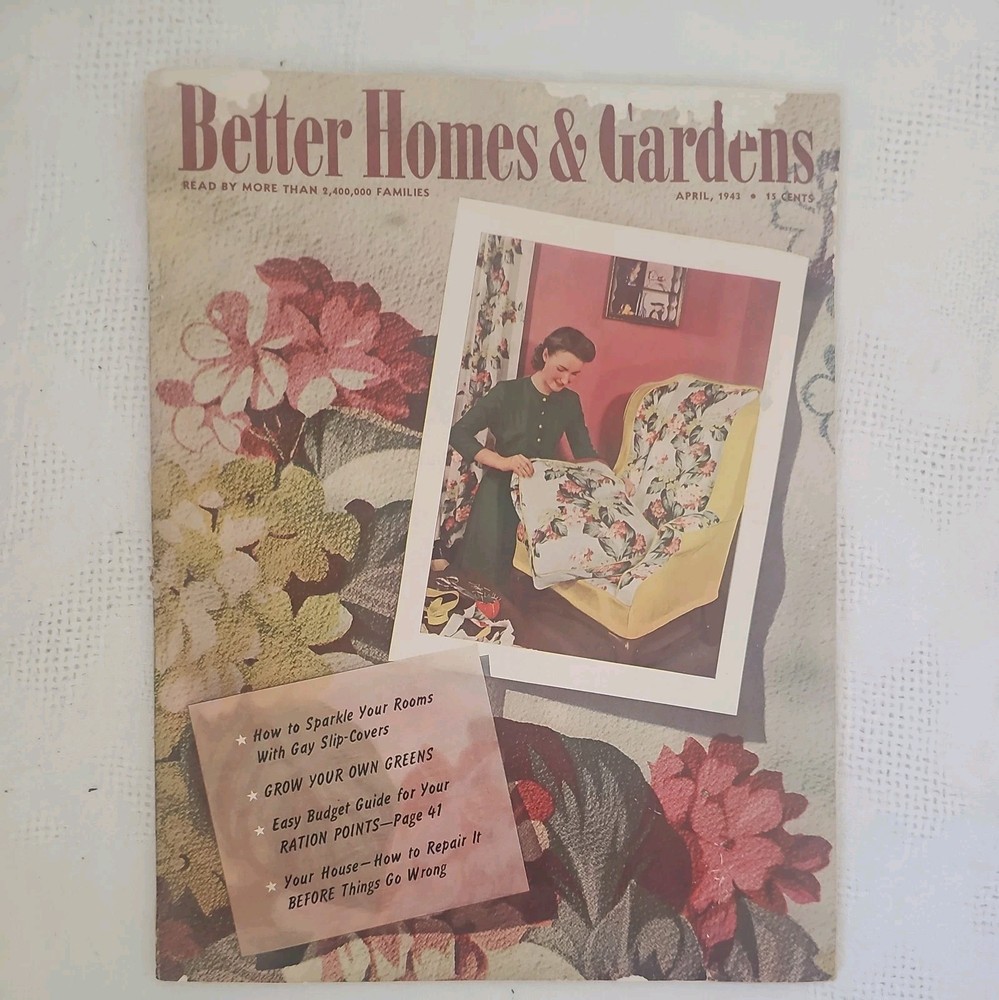 Better Homes & Gardens
READ BY MORE THAN 2,400,000 FAMILIES
APRIL, 1943 • 15 CENTS
★ How to Sparkle Your Rooms
With Gay Slip-Covers
★ GROW YOUR OWN GREENS
★ Easy Budget Guide for Your
RATION POINTS—Page 41
★ Your House—How to Repair It
BEFORE Things Go Wrong